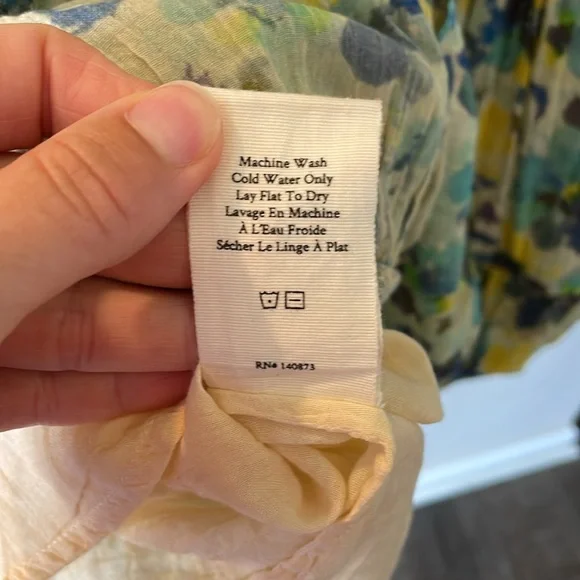 Machine Wash
Cold Water Only
Lay Flat To Dry
Lavage En Machine
À L'Eau Froide
Sécher Le Linge À Plat
RN# 140873